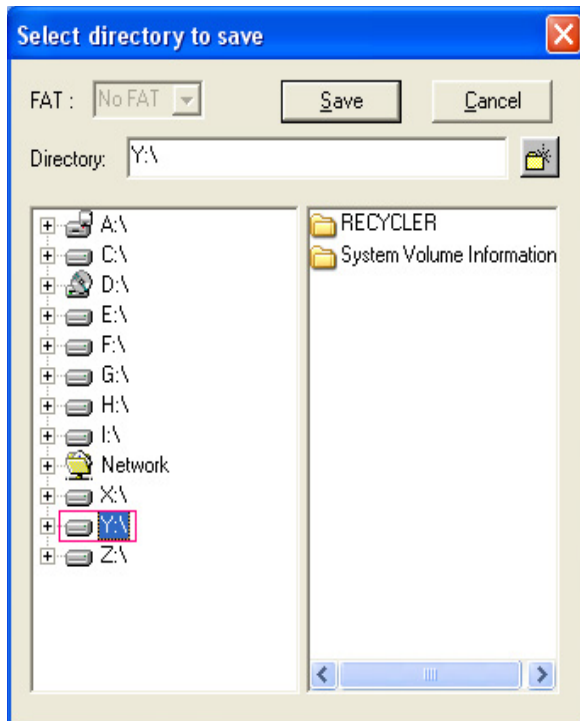 Select directory to save
FAT : No FAT Save Cancel
Directory: Y:\
A:\
C:\
D:\
E:\
F:\
G:\
H:\
I:\
Network
X:\
Y:\
Z:\
RECYCLER
System Volume Information